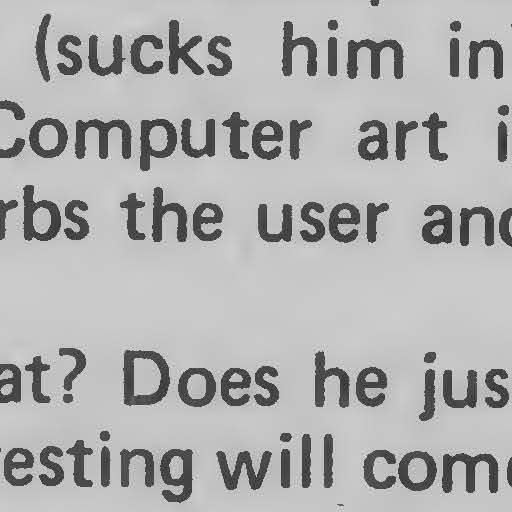 (sucks him in
Computer art i
rbs the user and
at? Does he jus
esting will come